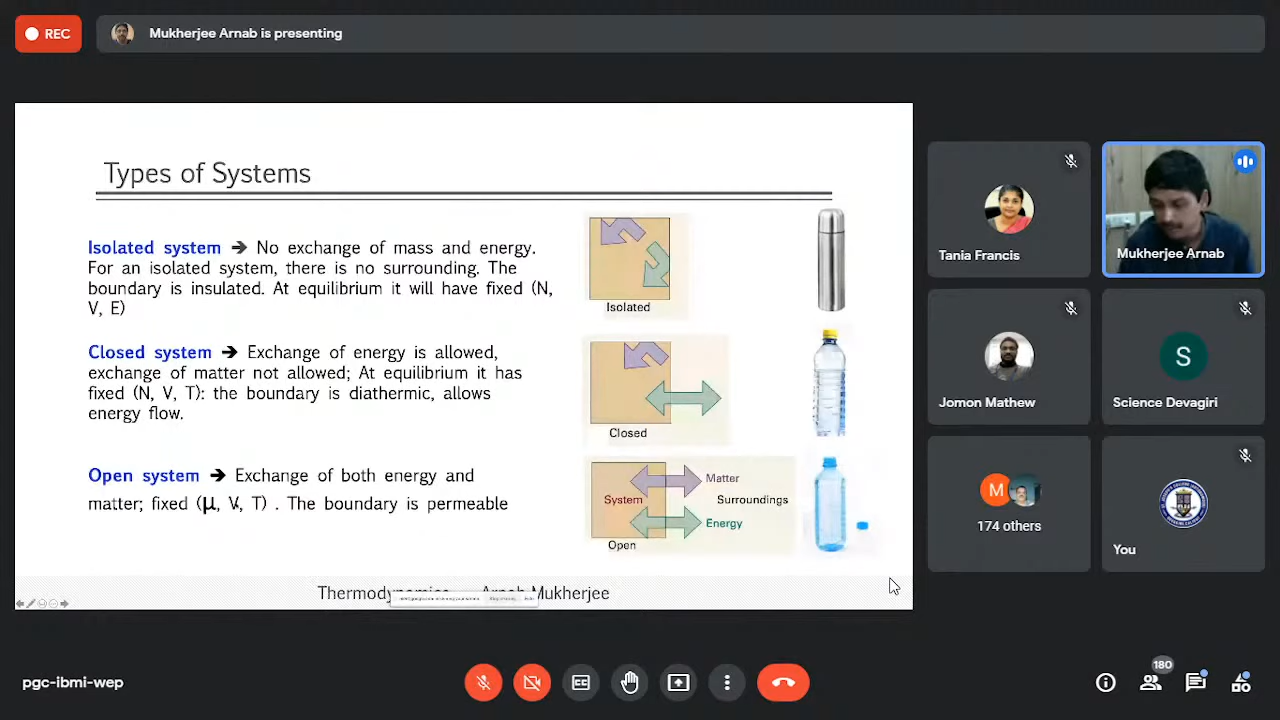 REC
Mukherjee Arnab is presenting
Types of Systems
Isolated system → No exchange of mass and energy.
For an isolated system, there is no surrounding. The
boundary is insulated. At equilibrium it will have fixed (N,
V, E)
Isolated
Closed system → Exchange of energy is allowed,
exchange of matter not allowed; At equilibrium it has
fixed (N, V, T): the boundary is diathermic, allows
energy flow.
Closed
Open system → Exchange of both energy and
matter; fixed (μ, V, T) . The boundary is permeable
Matter
System
Surroundings
Energy
Open
Thermodynamics
Arnab Mukherjee
Tania Francis
Mukherjee Arnab
Jomon Mathew
S
Science Devagiri
M
174 others
You
pgc-ibmi-wep
CC
180